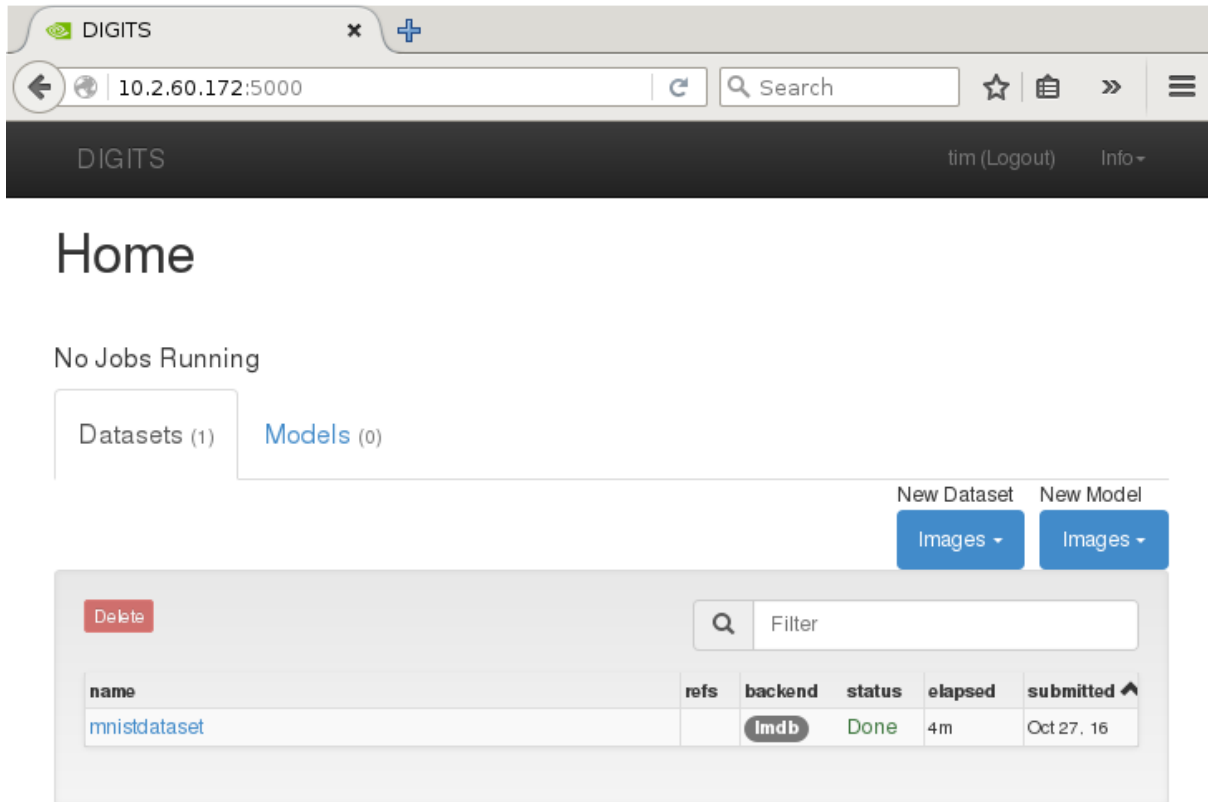 DIGITS
10.2.60.172:5000 Search
DIGITS tim (Logout) Info
Home
No Jobs Running
Datasets (1) Models (0)
New Dataset New Model
Images Images
Delete Filter
name refs backend status elapsed submitted
mnistdataset lmdb Done 4m Oct 27, 16